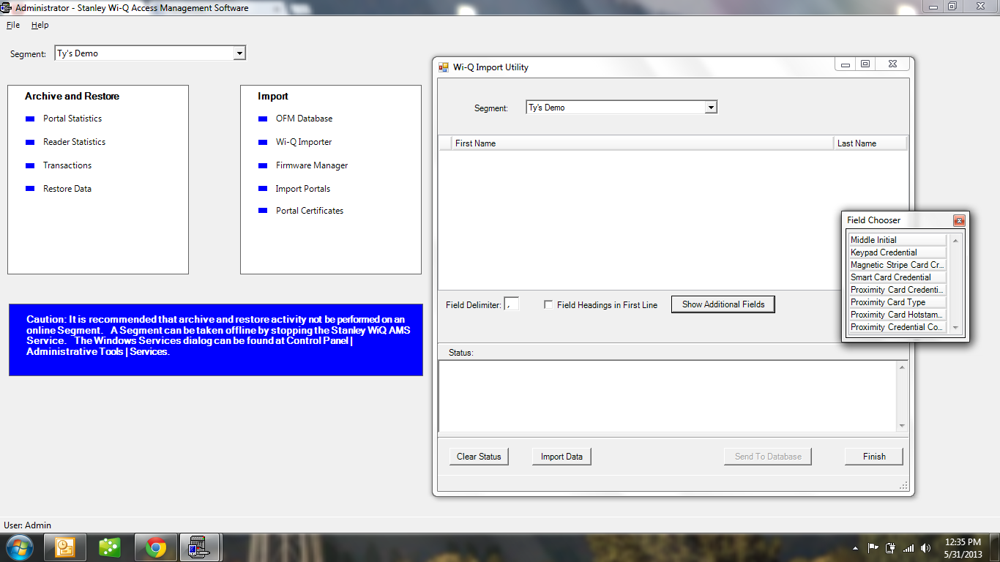 Administrator - Stanley Wi-Q Access Management Software
File Help
Segment: Ty's Demo
Archive and Restore
Portal Statistics
Reader Statistics
Transactions
Restore Data
Import
OFM Database
Wi-Q Importer
Firmware Manager
Import Portals
Portal Certificates
Caution: It is recommended that archive and restore activity not be performed on an
online Segment. A Segment can be taken offline by stopping the Stanley WiQ AMS
Service. The Windows Services dialog can be found at Control Panel |
Administrative Tools | Services.
Wi-Q Import Utility
Segment: Ty's Demo
First Name Last Name
Field Delimiter: , Field Headings in First Line Show Additional Fields
Status:
Clear Status Import Data Send To Database Finish
Field Chooser
Middle Initial
Keypad Credential
Magnetic Stripe Card Cr...
Smart Card Credential
Proximity Card Credenti...
Proximity Card Type
Proximity Card Hotstam...
Proximity Credential Co...
User: Admin
12:35 PM
5/31/2013